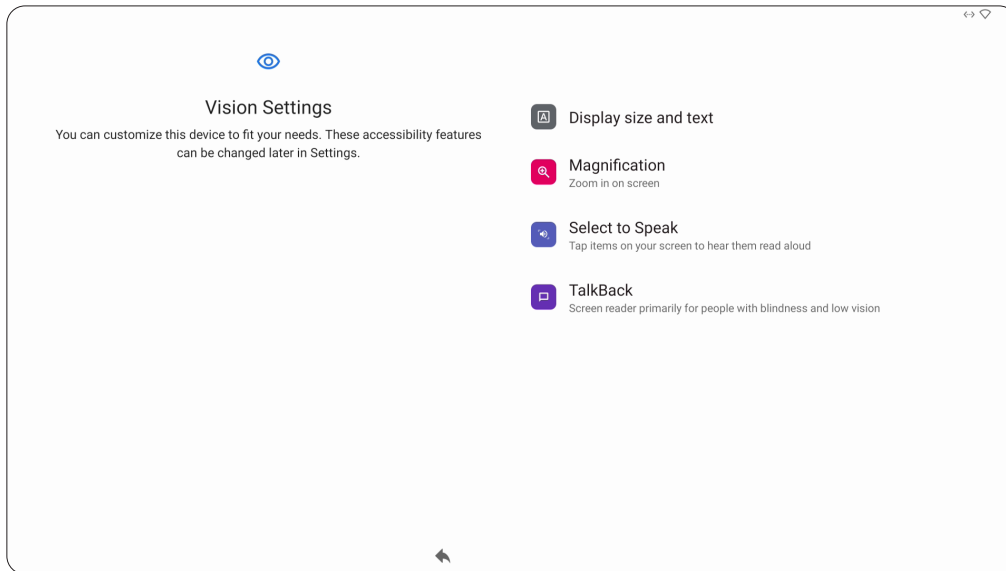 Vision Settings
You can customize this device to fit your needs. These accessibility features
can be changed later in Settings.
Display size and text
Magnification
Zoom in on screen
Select to Speak
Tap items on your screen to hear them read aloud
TalkBack
Screen reader primarily for people with blindness and low vision